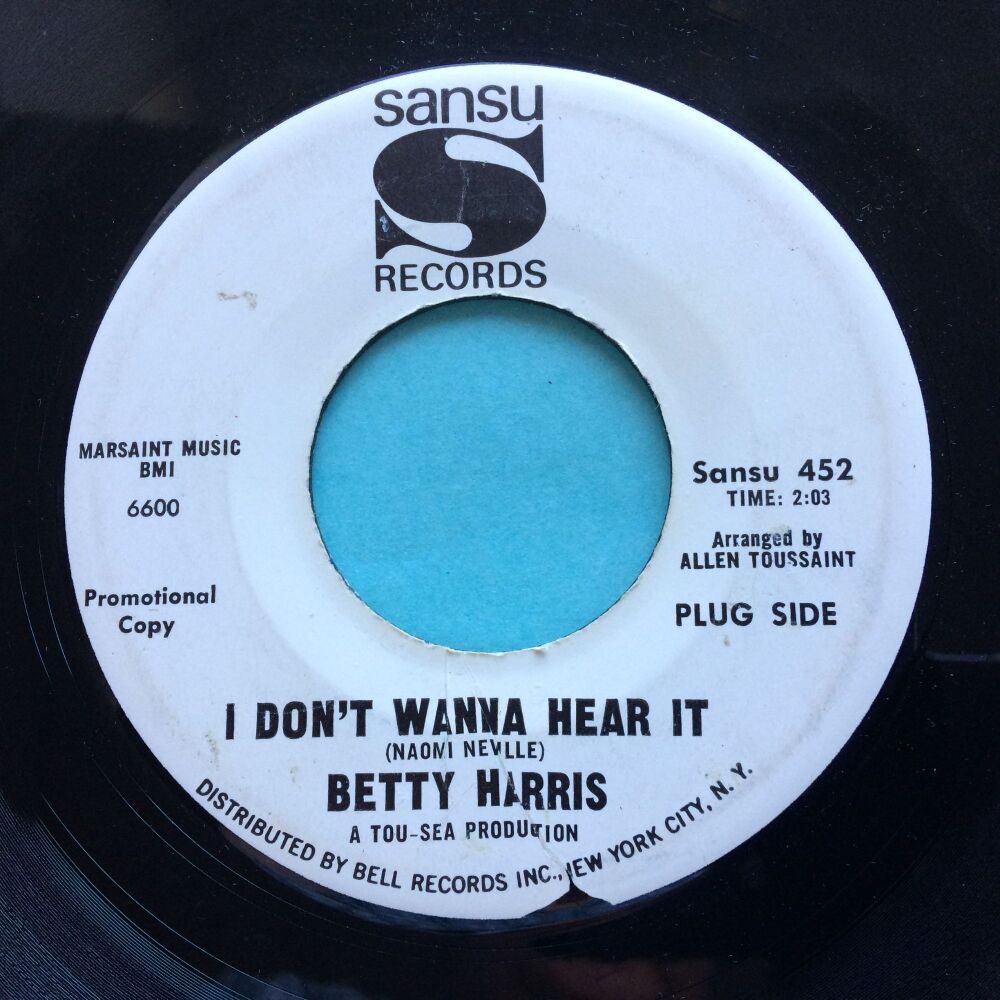 sansu
S
RECORDS
MARSAINT MUSIC
BMI
6600
Promotional
Copy
Sansu 452
TIME: 2:03
Arranged by
ALLEN TOUSSAINT
PLUG SIDE
I DON'T WANNA HEAR IT
(NAOMI NEVILLE)
BETTY HARRIS
A TOU-SEA PRODUCTION
DISTRIBUTED BY BELL RECORDS INC., NEW YORK CITY, N. Y.